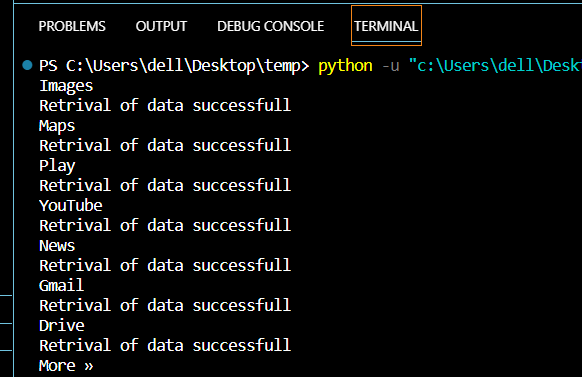 PROBLEMS OUTPUT DEBUG CONSOLE TERMINAL
PS C:\Users\dell\Desktop\temp> python -u "c:\Users\dell\Desk
Images
Retrival of data successfull
Maps
Retrival of data successfull
Play
Retrival of data successfull
YouTube
Retrival of data successfull
News
Retrival of data successfull
Gmail
Retrival of data successfull
Drive
Retrival of data successfull
More »